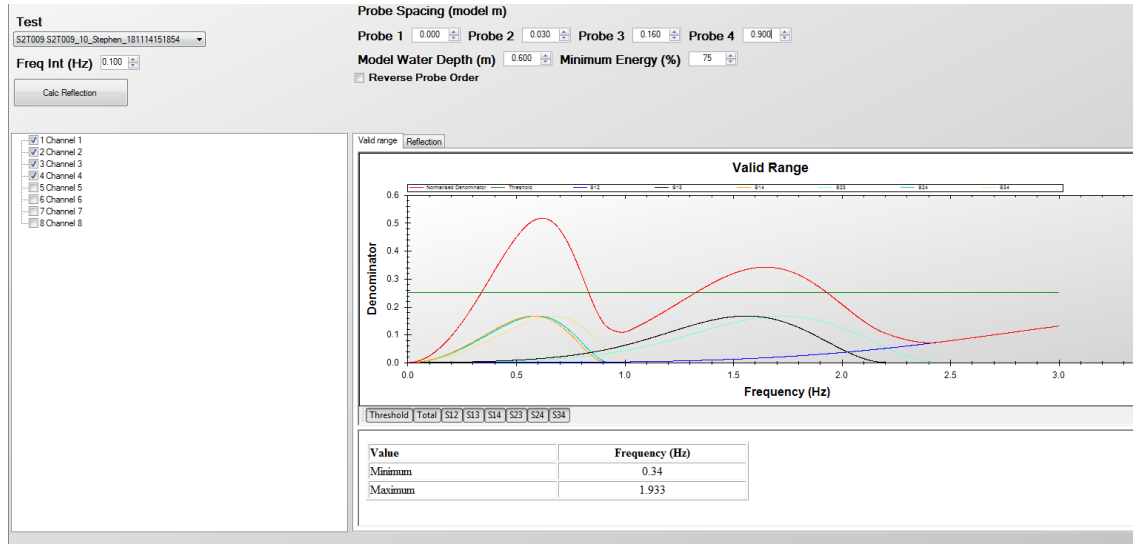 Test
S2T009 S2T009_10_Stephen_181114151854
Freq Int (Hz) 0.100
Calc Reflection
Probe Spacing (model m)
Probe 1 0.000 Probe 2 0.030 Probe 3 0.160 Probe 4 0.900
Model Water Depth (m) 0.600 Minimum Energy (%) 75
Reverse Probe Order
1 Channel 1
2 Channel 2
3 Channel 3
4 Channel 4
5 Channel 5
6 Channel 6
7 Channel 7
8 Channel 8
Valid range Reflection
Valid Range
Normalised Denominator Threshold S12 S13 S14 S23 S24 S34
Denominator
0.6
0.5
0.4
0.3
0.2
0.1
0.0
0.0 0.5 1.0 1.5 2.0 2.5 3.0
Frequency (Hz)
Threshold Total S12 S13 S14 S23 S24 S34
Value Frequency (Hz)
Minimum 0.34
Maximum 1.933